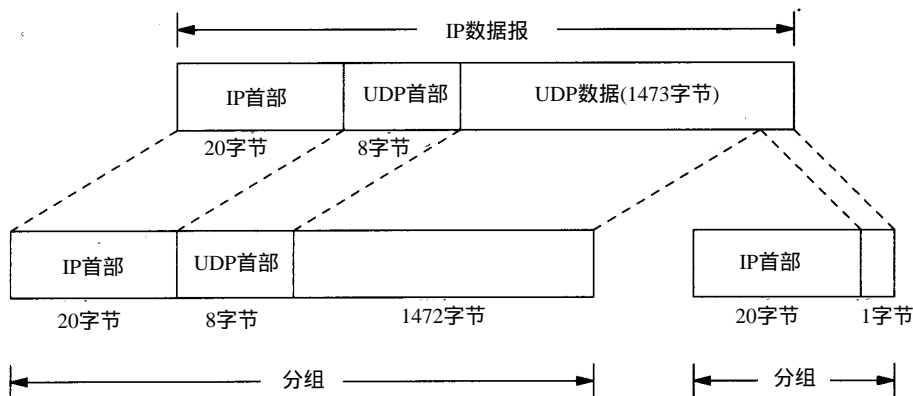 IP数据报
IP首部
UDP首部
UDP数据(1473字节)
20字节
8字节
IP首部
UDP首部
IP首部
20字节
8字节
1472字节
20字节
1字节
分组
分组